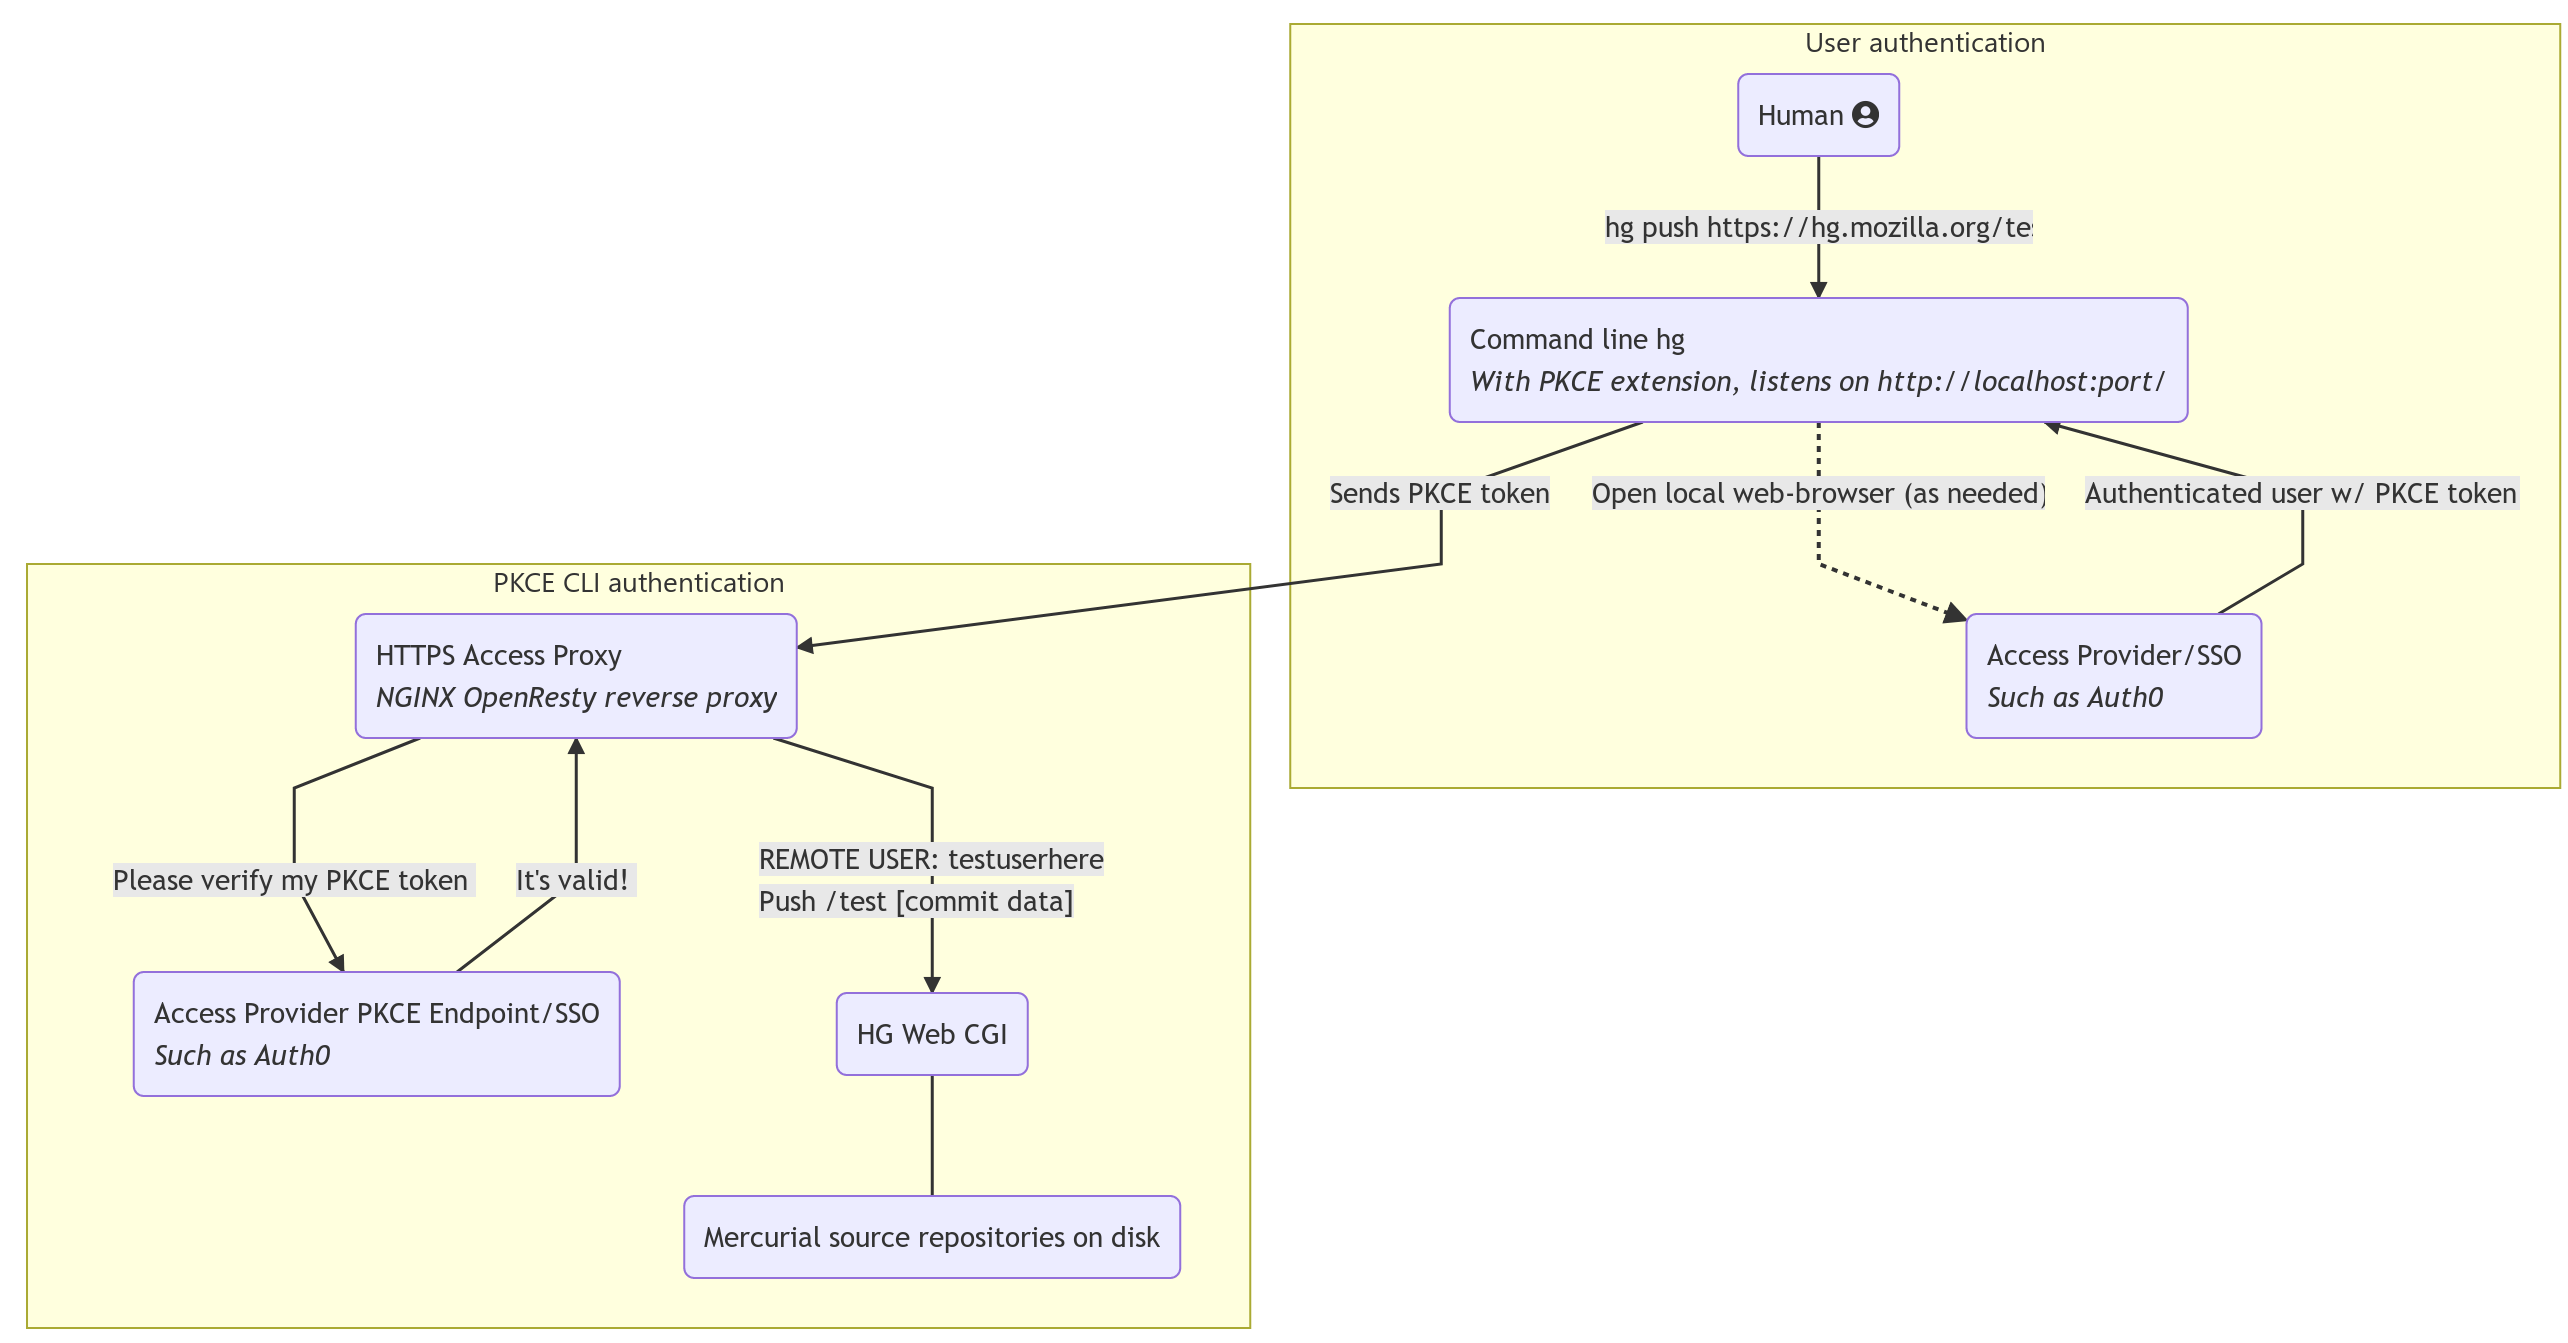 User authentication
Human
hg push https://hg.mozilla.org/tes
Command line hg
With PKCE extension, listens on http://localhost:port/
Sends PKCE token
Open local web-browser (as needed)
Authenticated user w/ PKCE token
Access Provider/SSO
Such as Auth0
PKCE CLI authentication
HTTPS Access Proxy
NGINX OpenResty reverse proxy
Please verify my PKCE token
It's valid!
REMOTE USER: testuserhere
Push /test [commit data]
Access Provider PKCE Endpoint/SSO
Such as Auth0
HG Web CGI
Mercurial source repositories on disk